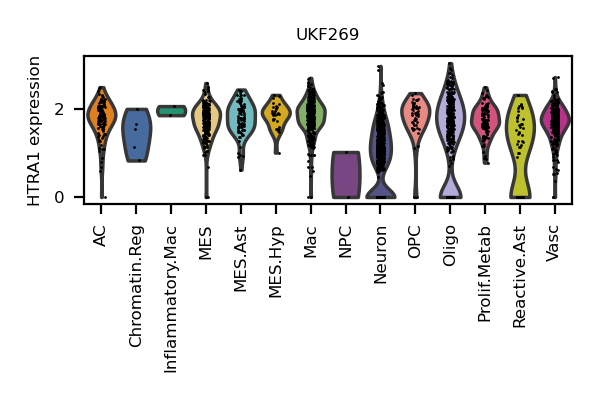 UKF269
HTRA1 expression
2
0
AC
Chromatin.Reg
Inflammatory.Mac
MES
MES.Ast
MES.Hyp
Mac
NPC
Neuron
OPC
Oligo
Prolif.Metab
Reactive.Ast
Vasc